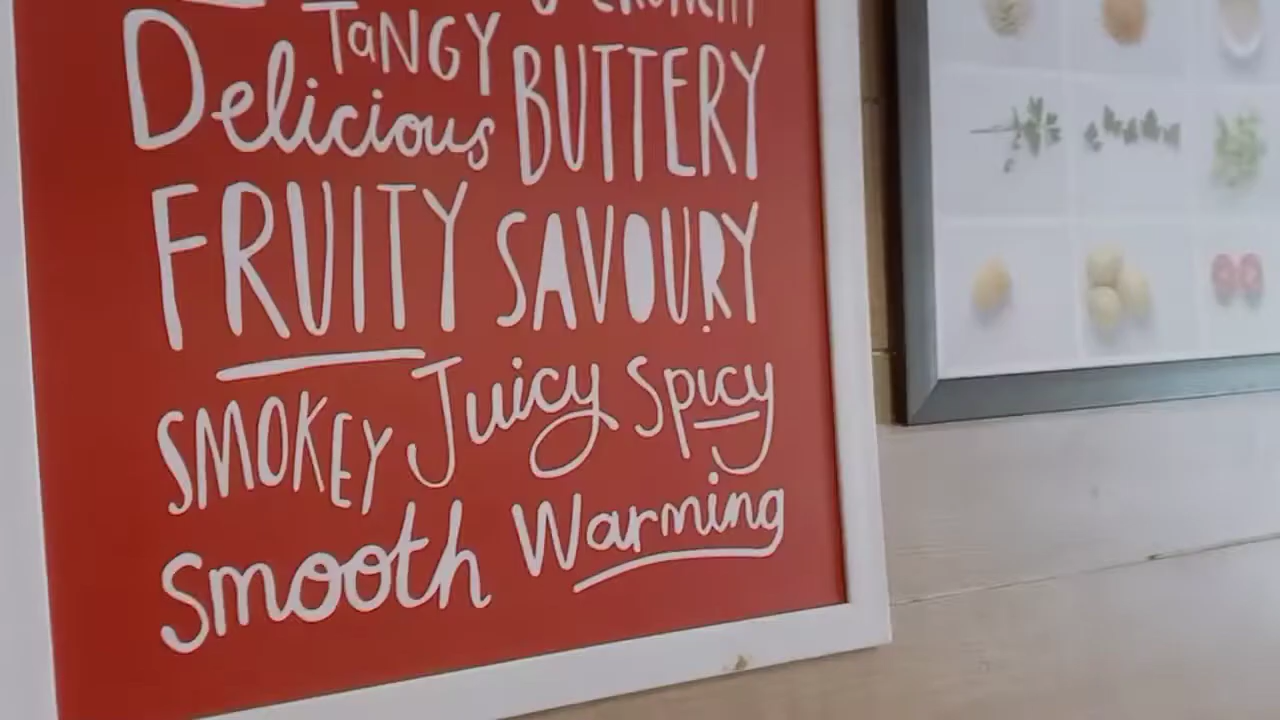 TaNGY
Delicious BUTTERY
FRUITY SAVOURY
SMOKEY Juicy Spicy
Smooth Warming